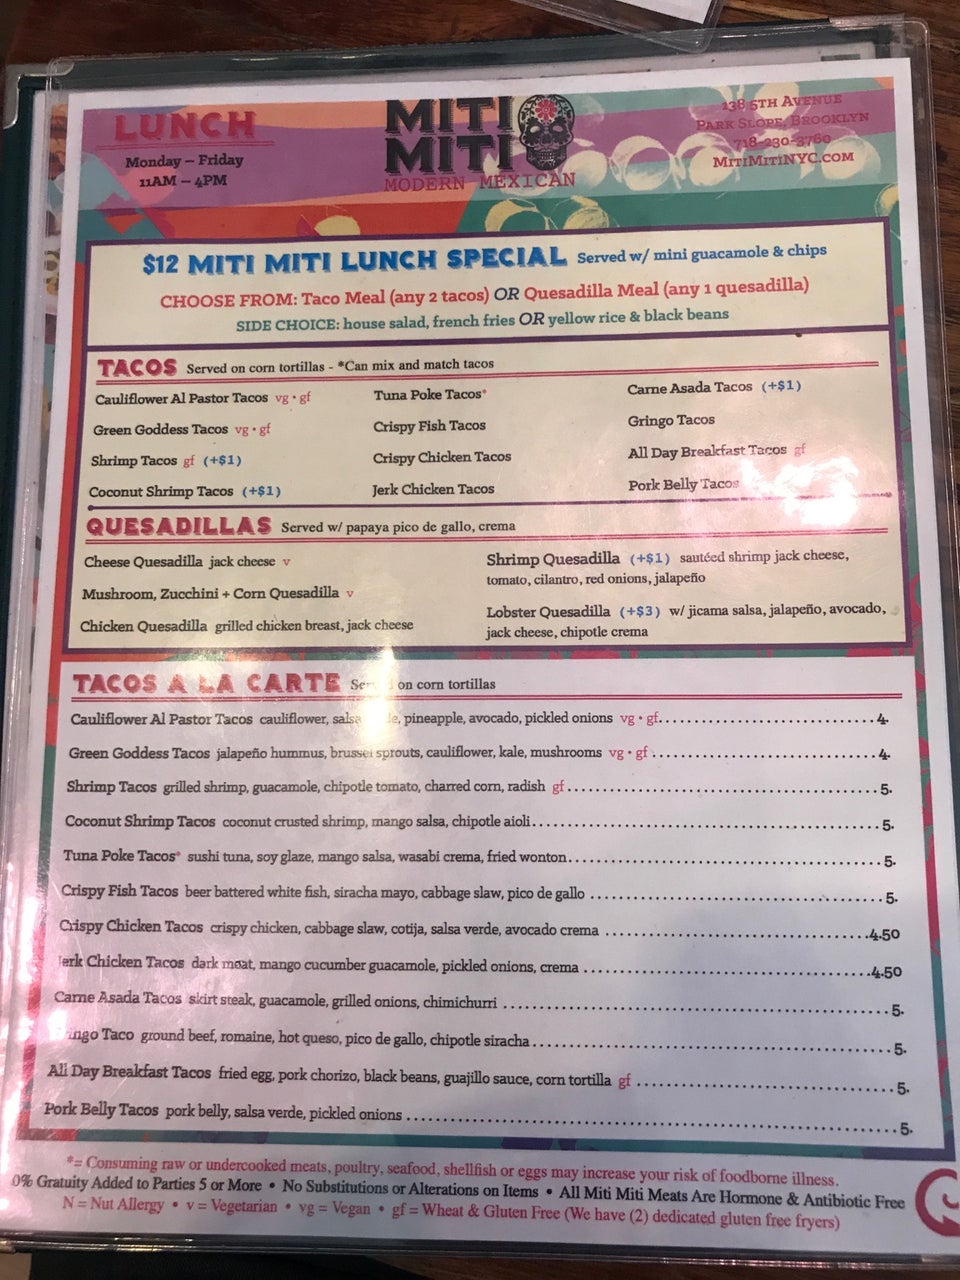 LUNCH
Monday – Friday
11AM – 4PM
MITI
MITI
MODERN MEXICAN
138 5TH AVENUE
PARK SLOPE, BROOKLYN
718-230-3760
MITIMITINYC.COM
$12 MITI MITI LUNCH SPECIAL Served w/ mini guacamole & chips
CHOOSE FROM: Taco Meal (any 2 tacos) OR Quesadilla Meal (any 1 quesadilla)
SIDE CHOICE: house salad, french fries OR yellow rice & black beans
TACOS Served on corn tortillas - *Can mix and match tacos
Cauliflower Al Pastor Tacos vg • gf
Green Goddess Tacos vg • gf
Shrimp Tacos gf (+$1)
Coconut Shrimp Tacos (+$1)
Tuna Poke Tacos*
Crispy Fish Tacos
Crispy Chicken Tacos
Jerk Chicken Tacos
Carne Asada Tacos (+$1)
Gringo Tacos
All Day Breakfast Tacos gf
Pork Belly Tacos
QUESADILLAS Served w/ papaya pico de gallo, crema
Cheese Quesadilla jack cheese v
Mushroom, Zucchini + Corn Quesadilla v
Chicken Quesadilla grilled chicken breast, jack cheese
Shrimp Quesadilla (+$1) sautéed shrimp jack cheese,
tomato, cilantro, red onions, jalapeño
Lobster Quesadilla (+$3) w/ jicama salsa, jalapeño, avocado,
jack cheese, chipotle crema
TACOS A LA CARTE on corn tortillas
Cauliflower Al Pastor Tacos cauliflower, salsa pineapple, avocado, pickled onions vg • gf 4.
Green Goddess Tacos jalapeño hummus, brussel sprouts, cauliflower, kale, mushrooms vg • gf 4.
Shrimp Tacos grilled shrimp, guacamole, chipotle tomato, charred corn, radish gf 5.
Coconut Shrimp Tacos coconut crusted shrimp, mango salsa, chipotle aioli 5.
Tuna Poke Tacos* sushi tuna, soy glaze, mango salsa, wasabi crema, fried wonton 5.
Crispy Fish Tacos beer battered white fish, siracha mayo, cabbage slaw, pico de gallo 5.
Crispy Chicken Tacos crispy chicken, cabbage slaw, cotija, salsa verde, avocado crema 4.50
Jerk Chicken Tacos dark meat, mango cucumber guacamole, pickled onions, crema 4.50
Carne Asada Tacos skirt steak, guacamole, grilled onions, chimichurri 5.
Taco ground beef, romaine, hot queso, pico de gallo, chipotle siracha 5.
All Day Breakfast Tacos fried egg, pork chorizo, black beans, guajillo sauce, corn tortilla gf 5.
Pork Belly Tacos pork belly, salsa verde, pickled onions 5.
*= Consuming raw or undercooked meats, poultry, seafood, shellfish or eggs may increase your risk of foodborne illness.
0% Gratuity Added to Parties 5 or More • No Substitutions or Alterations on Items • All Miti Miti Meats Are Hormone & Antibiotic Free
N = Nut Allergy • v = Vegetarian • vg = Vegan • gf = Wheat & Gluten Free (We have (2) dedicated gluten free fryers)